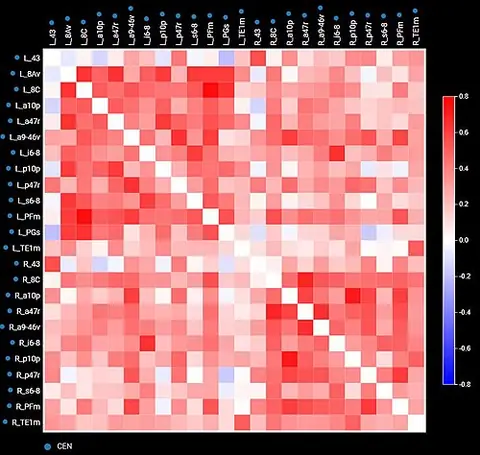 L_43
L_8Av
L_8C
L_a10p
L_a47r
L_a9-46v
L_i6-8
L_p10p
L_p47r
L_s6-8
L_PFm
L_PGs
L_TE1m
R_43
R_8C
R_a10p
R_a47r
R_a9-46v
R_i6-8
R_p10p
R_p47r
R_s6-8
R_PFm
R_TE1m
L_43
L_8Av
L_8C
L_a10p
L_a47r
L_a9-46v
L_i6-8
L_p10p
L_p47r
L_s6-8
L_PFm
L_PGs
L_TE1m
R_43
R_8C
R_a10p
R_a47r
R_a9-46v
R_i6-8
R_p10p
R_p47r
R_s6-8
R_PFm
R_TE1m
0.8
0.6
0.4
0.2
0.0
-0.2
-0.4
-0.6
-0.8
CEN